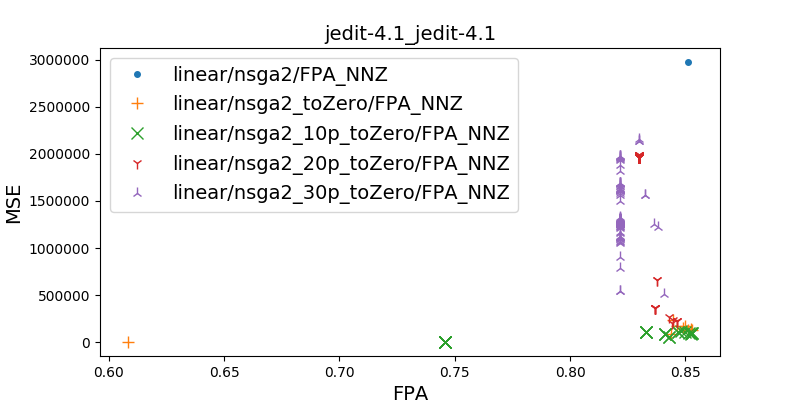 jedit-4.1_jedit-4.1
3000000
2500000
2000000
1500000
1000000
500000
0
MSE
linear/nsga2/FPA_NNZ
linear/nsga2_toZero/FPA_NNZ
linear/nsga2_10p_toZero/FPA_NNZ
linear/nsga2_20p_toZero/FPA_NNZ
linear/nsga2_30p_toZero/FPA_NNZ
0.60 0.65 0.70 0.75 0.80 0.85
FPA